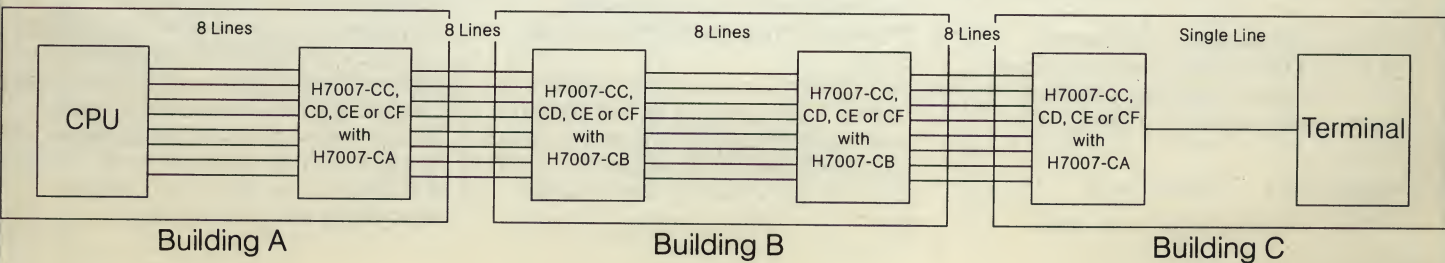 8 Lines
8 Lines
8 Lines
8 Lines
Single Line
CPU
H7007-CC,
CD, CE or CF
with
H7007-CA
H7007-CC,
CD, CE or CF
with
H7007-CB
H7007-CC,
CD, CE or CF
with
H7007-CB
H7007-CC,
CD, CE or CF
with
H7007-CA
Terminal
Building A
Building B
Building C